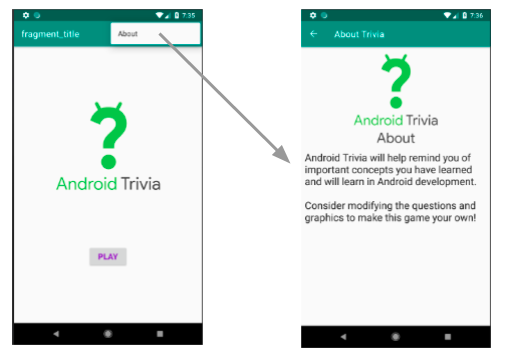 7:35
fragment_title
About
Android Trivia
PLAY
7:36
About Trivia
Android Trivia
About
Android Trivia will help remind you of
important concepts you have learned
and will learn in Android development.
Consider modifying the questions and
graphics to make this game your own!